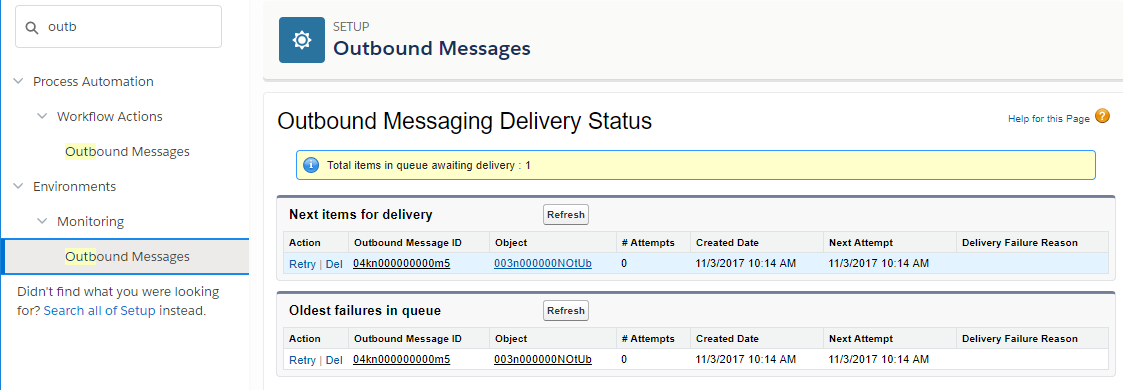 outb
Process Automation
Workflow Actions
Outbound Messages
Environments
Monitoring
Outbound Messages
Didn't find what you were looking
for? Search all of Setup instead.
SETUP
Outbound Messages
Outbound Messaging Delivery Status
Help for this Page ?
i Total items in queue awaiting delivery : 1
Next items for delivery Refresh
Action Outbound Message ID Object # Attempts Created Date Next Attempt Delivery Failure Reason
Retry | Del 04kn000000000m5 003n000000NOtUb 0 11/3/2017 10:14 AM 11/3/2017 10:14 AM
Oldest failures in queue Refresh
Action Outbound Message ID Object # Attempts Created Date Next Attempt Delivery Failure Reason
Retry | Del 04kn000000000m5 003n000000NOtUb 0 11/3/2017 10:14 AM 11/3/2017 10:14 AM